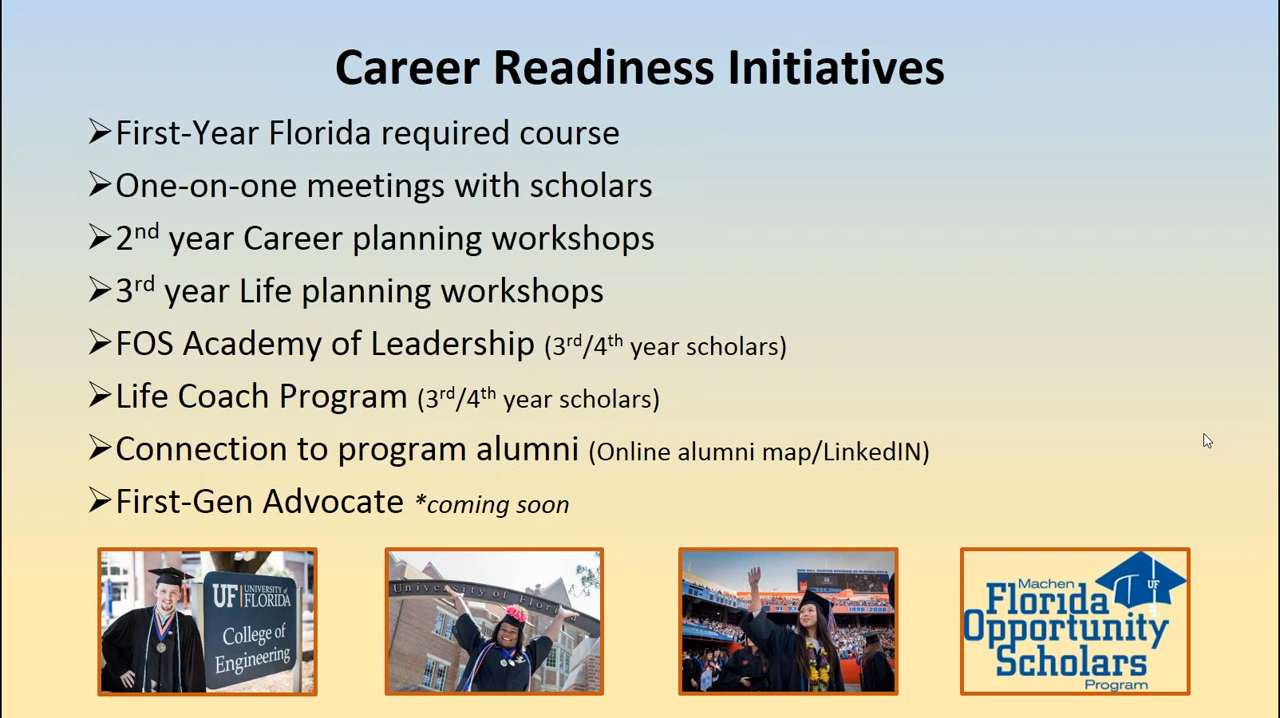 Career Readiness Initiatives
➢First-Year Florida required course
➢One-on-one meetings with scholars
➢2nd year Career planning workshops
➢3rd year Life planning workshops
➢FOS Academy of Leadership (3rd/4th year scholars)
➢Life Coach Program (3rd/4th year scholars)
➢Connection to program alumni (Online alumni map/LinkedIN)
➢First-Gen Advocate *coming soon
UF UNIVERSITY of FLORIDA
College of
Engineering
University of Flori
UF
Machen
Florida
Opportunity
Scholars
Program